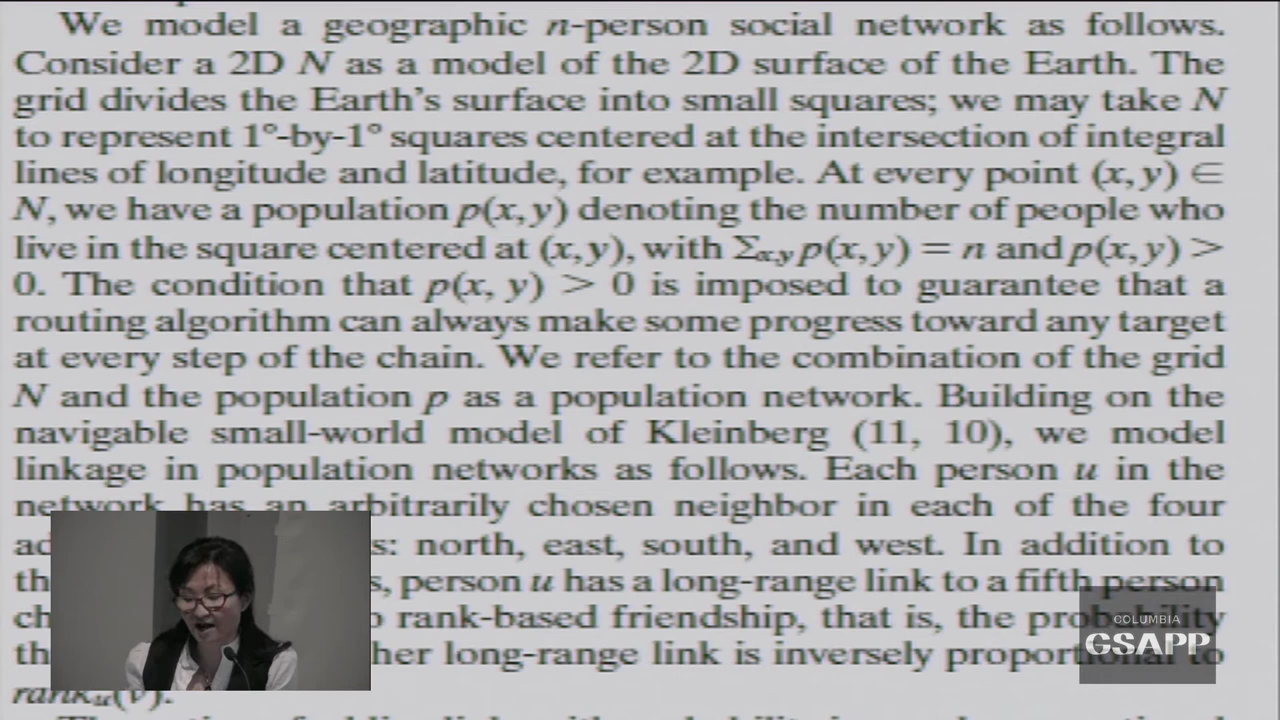 We model a geographic n-person social network as follows.
Consider a 2D N as a model of the 2D surface of the Earth. The
grid divides the Earth's surface into small squares; we may take N
to represent 1°-by-1° squares centered at the intersection of integral
lines of longitude and latitude, for example. At every point (x, y) ∈
N, we have a population p(x, y) denoting the number of people who
live in the square centered at (x, y), with Σx,y p(x, y) = n and p(x, y) >
0. The condition that p(x, y) > 0 is imposed to guarantee that a
routing algorithm can always make some progress toward any target
at every step of the chain. We refer to the combination of the grid
N and the population p as a population network. Building on the
navigable small-world model of Kleinberg (11, 10), we model
linkage in population networks as follows. Each person u in the
network has an arbitrarily chosen neighbor in each of the four
north, east, south, and west. In addition to
person u has a long-range link to a fifth person
rank-based friendship, that is, the probability
long-range link is inversely proportional to
ranku(v).
COLUMBIA
GSAPP